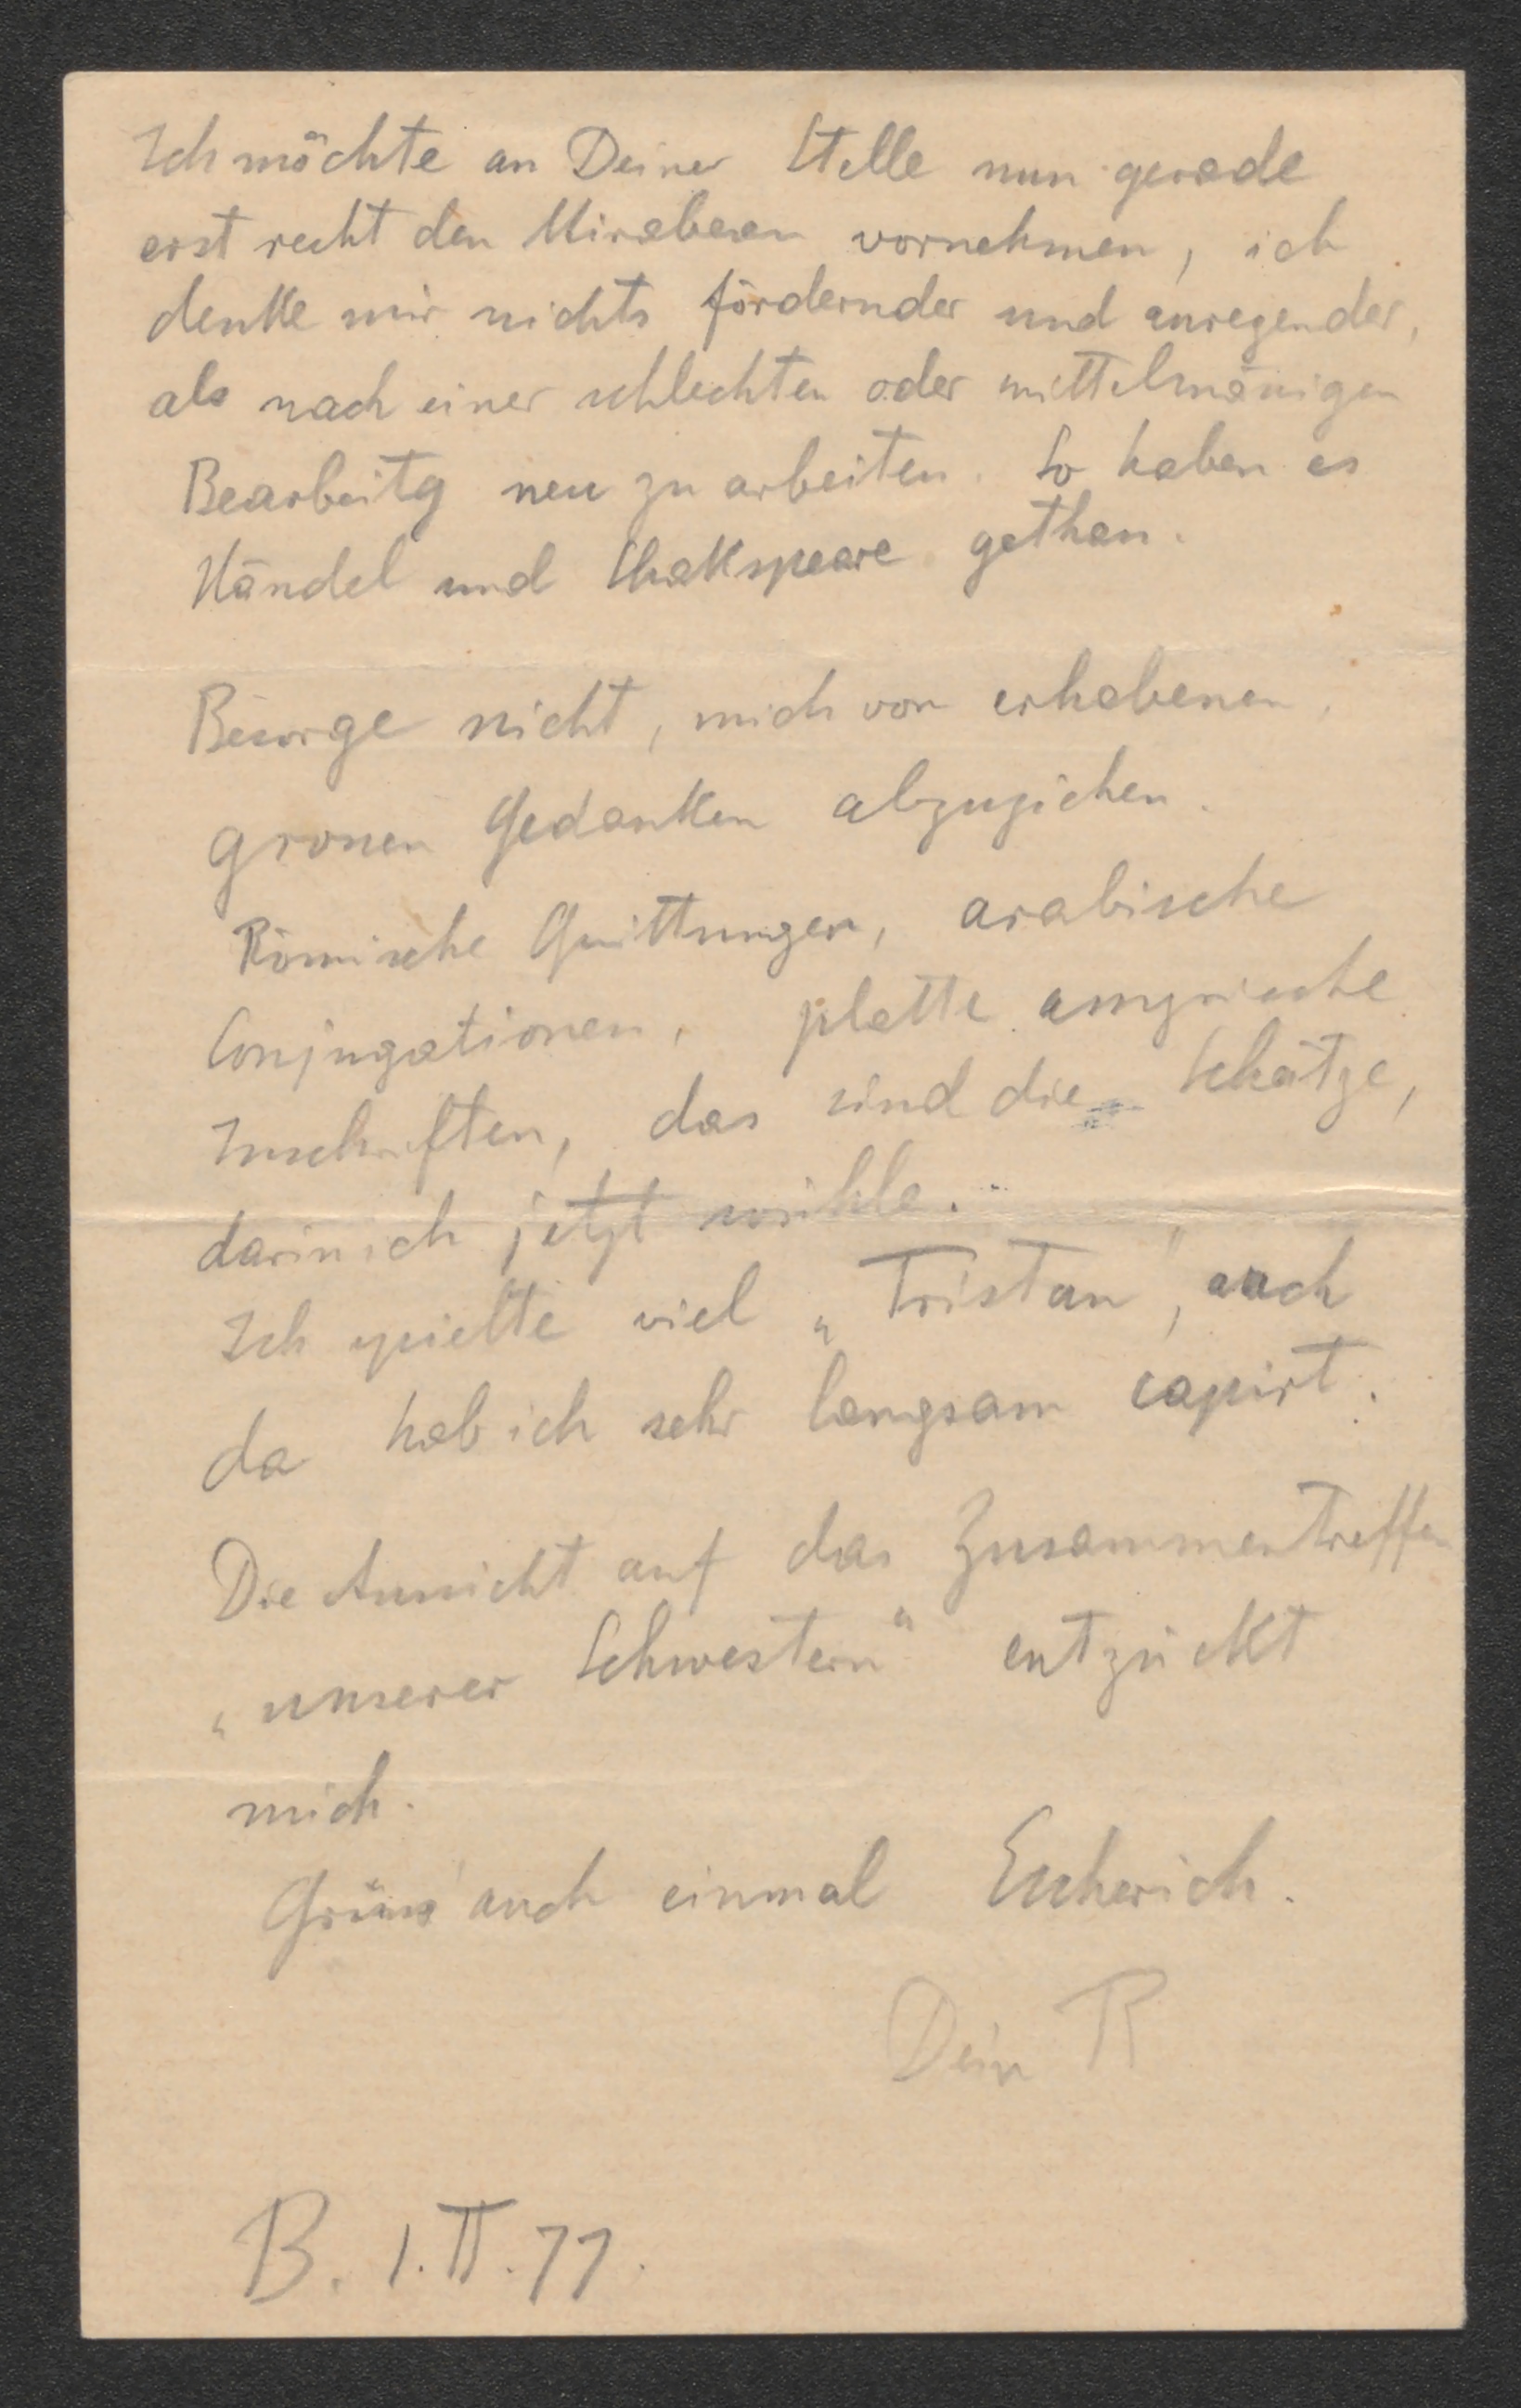 Ich möchte an Deiner Stelle nun gerade
erst recht den Mirabeau vornehmen, ich
denke mir nichts fördernder und anregender,
als nach einer schlechten oder mittelmässigen
Bearbeitg neu zu arbeiten. So haben es
Händel und Shakspeare gethan.
Besorge nicht, mich von erhabenen,
grossen Gedanken abzuziehen.
Römische Quittungen, arabische
Conjugationen, platte assyrische
Inschriften, das sind die Schätze,
darin ich jetzt wühle.
Ich spielte viel „Tristan“, auch
da hab ich sehr langsam capirt.
Die Aussicht auf das Zusammentreffen
„unserer Schwestern“ entzückt
mich.
Grüss auch einmal Escherich.
Dein R
B. 1. II. 77.